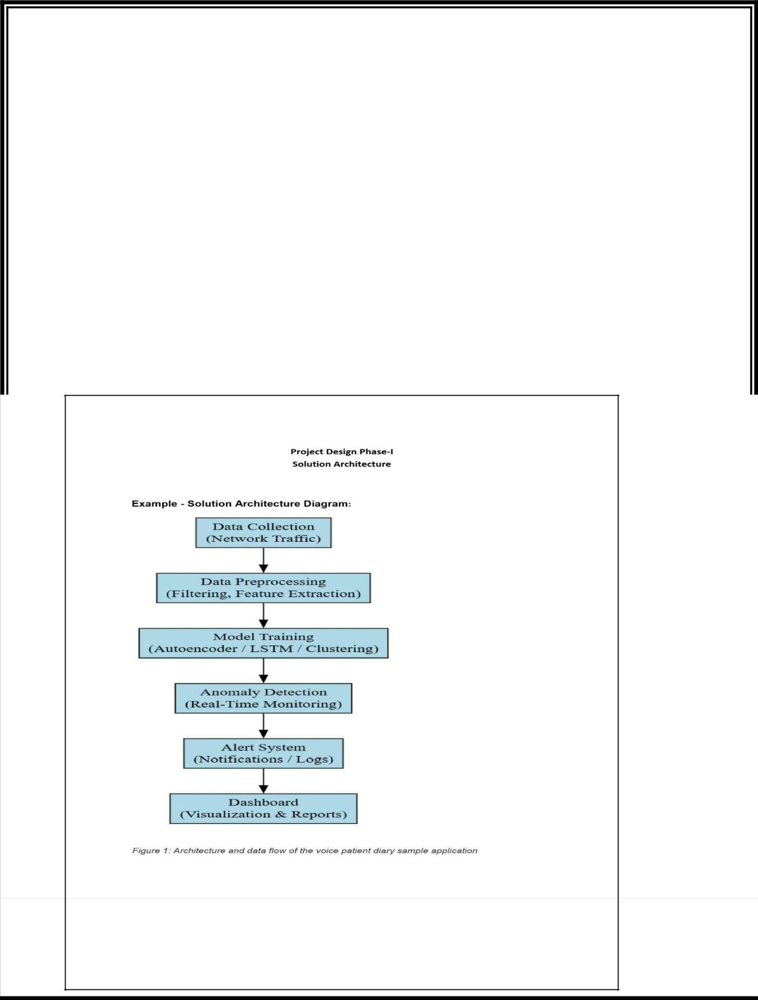 Project Design Phase-I
Solution Architecture
Example - Solution Architecture Diagram:
Data Collection
(Network Traffic)
Data Preprocessing
(Filtering, Feature Extraction)
Model Training
(Autoencoder / LSTM / Clustering)
Anomaly Detection
(Real-Time Monitoring)
Alert System
(Notifications / Logs)
Dashboard
(Visualization & Reports)
Figure 1: Architecture and data flow of the voice patient diary sample application